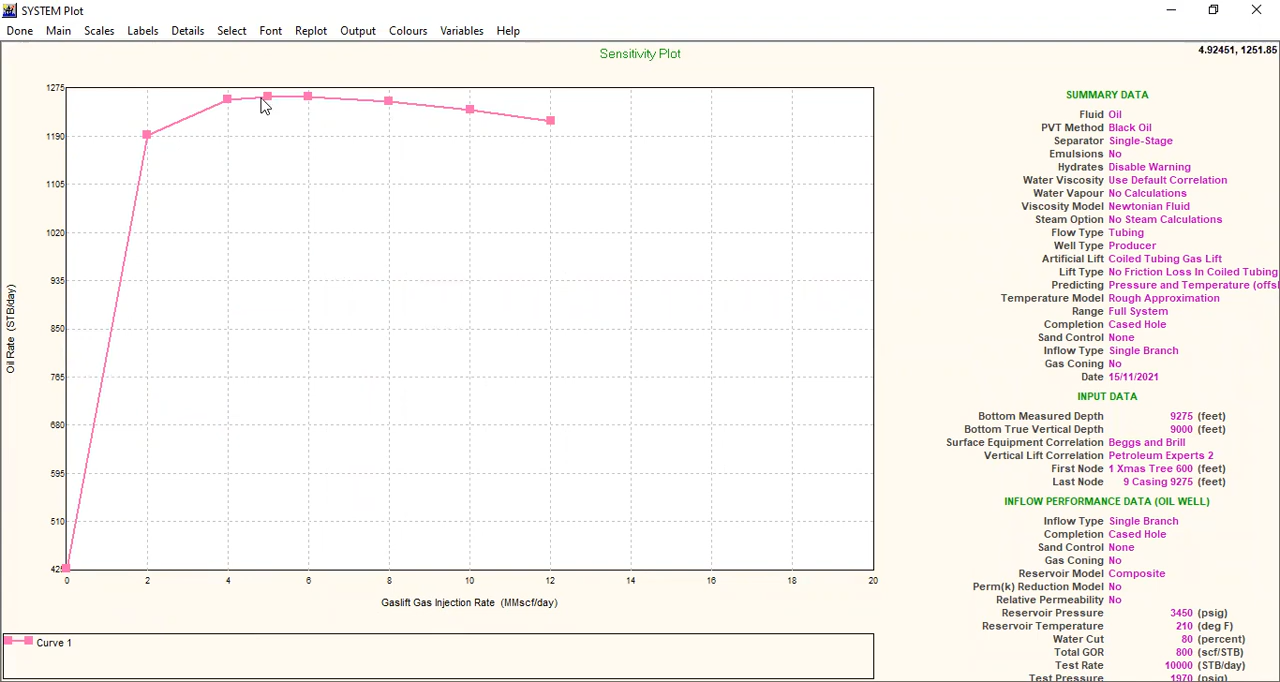 SYSTEM Plot
Done Main Scales Labels Details Select Font Replot Output Colours Variables Help
Sensitivity Plot
4.92451, 1251.85
1275
1190
1105
1020
935
850
765
680
595
510
425
Oil Rate (STB/day)
0 2 4 6 8 10 12 14 16 18 20
Gaslift Gas Injection Rate (MMscf/day)
Curve 1
SUMMARY DATA
Fluid Oil
PVT Method Black Oil
Separator Single-Stage
Emulsions No
Hydrates Disable Warning
Water Viscosity Use Default Correlation
Water Vapour No Calculations
Viscosity Model Newtonian Fluid
Steam Option No Steam Calculations
Flow Type Tubing
Well Type Producer
Artificial Lift Coiled Tubing Gas Lift
Lift Type No Friction Loss In Coiled Tubing
Predicting Pressure and Temperature (offs
Temperature Model Rough Approximation
Range Full System
Completion Cased Hole
Sand Control None
Inflow Type Single Branch
Gas Coning No
Date 15/11/2021
INPUT DATA
Bottom Measured Depth 9275 (feet)
Bottom True Vertical Depth 9000 (feet)
Surface Equipment Correlation Beggs and Brill
Vertical Lift Correlation Petroleum Experts 2
First Node 1 Xmas Tree 600 (feet)
Last Node 9 Casing 9275 (feet)
INFLOW PERFORMANCE DATA (OIL WELL)
Inflow Type Single Branch
Completion Cased Hole
Sand Control None
Gas Coning No
Reservoir Model Composite
Perm(k) Reduction Model No
Relative Permeability No
Reservoir Pressure 3450 (psig)
Reservoir Temperature 210 (deg F)
Water Cut 80 (percent)
Total GOR 800 (scf/STB)
Test Rate 10000 (STB/day)
Test Pressure 1970 (psig)